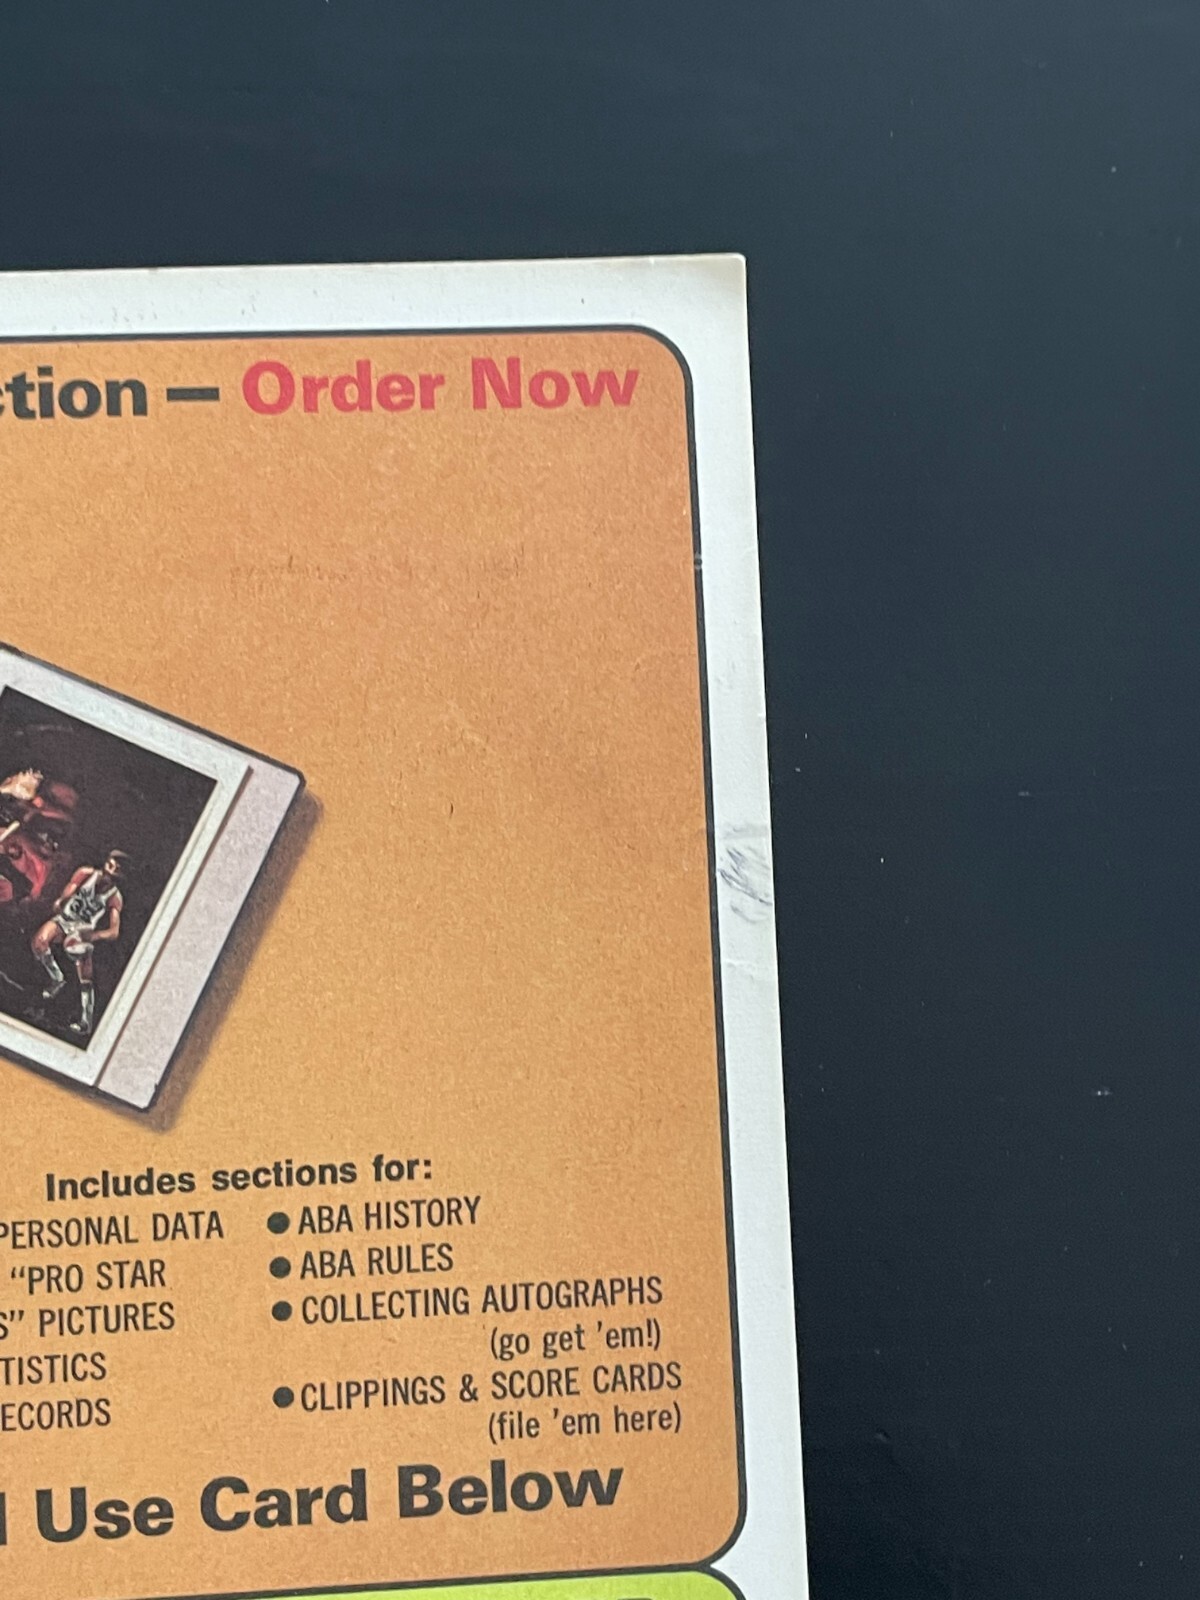 ction — Order Now
Includes sections for:
PERSONAL DATA
"PRO STAR
S" PICTURES
TISTICS
ECORDS
● ABA HISTORY
● ABA RULES
● COLLECTING AUTOGRAPHS
(go get 'em!)
● CLIPPINGS & SCORE CARDS
(file 'em here)
Use Card Below